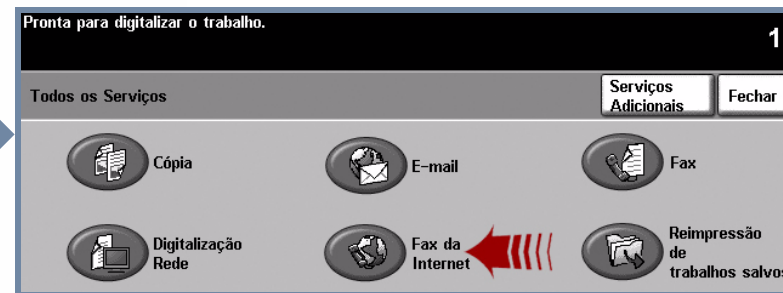 Pronta para digitalizar o trabalho.
1
Todos os Serviços
Serviços
Adicionais
Fechar
Cópia
E-mail
Fax
Digitalização
Rede
Fax da
Internet
Reimpressão
de
trabalhos salvos